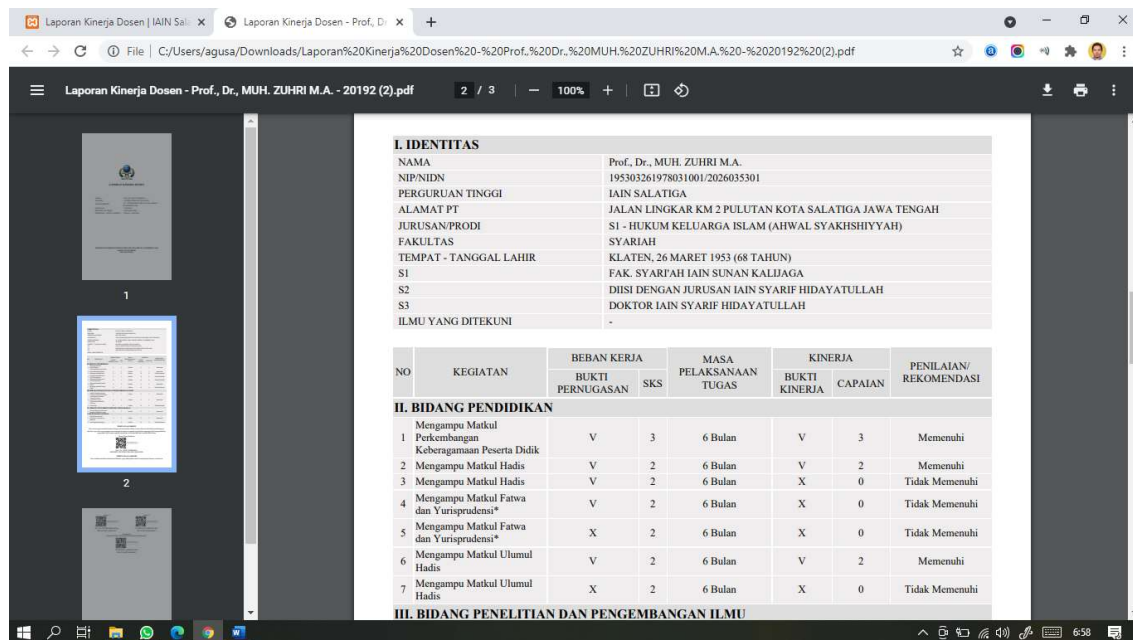 Laporan Kinerja Dosen | IAIN Sal
Laporan Kinerja Dosen - Prof., D
File | C:/Users/agusa/Downloads/Laporan%20Kinerja%20Dosen%20-%20Prof.,%20Dr.,%20MUH.%20ZUHRI%20M.A.%20-%2020192%20(2).pdf
Laporan Kinerja Dosen - Prof., Dr., MUH. ZUHRI M.A. - 20192 (2).pdf 2 / 3 100%
1
2
I. IDENTITAS
NAMA Prof., Dr., MUH. ZUHRI M.A.
NIP/NIDN 195303261978031001/2026035301
PERGURUAN TINGGI IAIN SALATIGA
ALAMAT PT JALAN LINGKAR KM 2 PULUTAN KOTA SALATIGA JAWA TENGAH
JURUSAN/PRODI S1 - HUKUM KELUARGA ISLAM (AHWAL SYAKHSHIYYAH)
FAKULTAS SYARIAH
TEMPAT - TANGGAL LAHIR KLATEN, 26 MARET 1953 (68 TAHUN)
S1 FAK. SYARI'AH IAIN SUNAN KALIJAGA
S2 DIISI DENGAN JURUSAN IAIN SYARIF HIDAYATULLAH
S3 DOKTOR IAIN SYARIF HIDAYATULLAH
ILMU YANG DITEKUNI -
NO KEGIATAN BEBAN KERJA MASA PELAKSANAAN TUGAS KINERJA PENILAIAN/ REKOMENDASI
BUKTI PERNUGASAN SKS BUKTI KINERJA CAPAIAN
II. BIDANG PENDIDIKAN
1 Mengampu Matkul Perkembangan Keberagamaan Peserta Didik V 3 6 Bulan V 3 Memenuhi
2 Mengampu Matkul Hadis V 2 6 Bulan V 2 Memenuhi
3 Mengampu Matkul Hadis V 2 6 Bulan X 0 Tidak Memenuhi
4 Mengampu Matkul Fatwa dan Yurisprudensi* V 2 6 Bulan X 0 Tidak Memenuhi
5 Mengampu Matkul Fatwa dan Yurisprudensi* X 2 6 Bulan X 0 Tidak Memenuhi
6 Mengampu Matkul Ulumul Hadis V 2 6 Bulan V 2 Memenuhi
7 Mengampu Matkul Ulumul Hadis X 2 6 Bulan X 0 Tidak Memenuhi
III. BIDANG PENELITIAN DAN PENGEMBANGAN ILMU
6:58